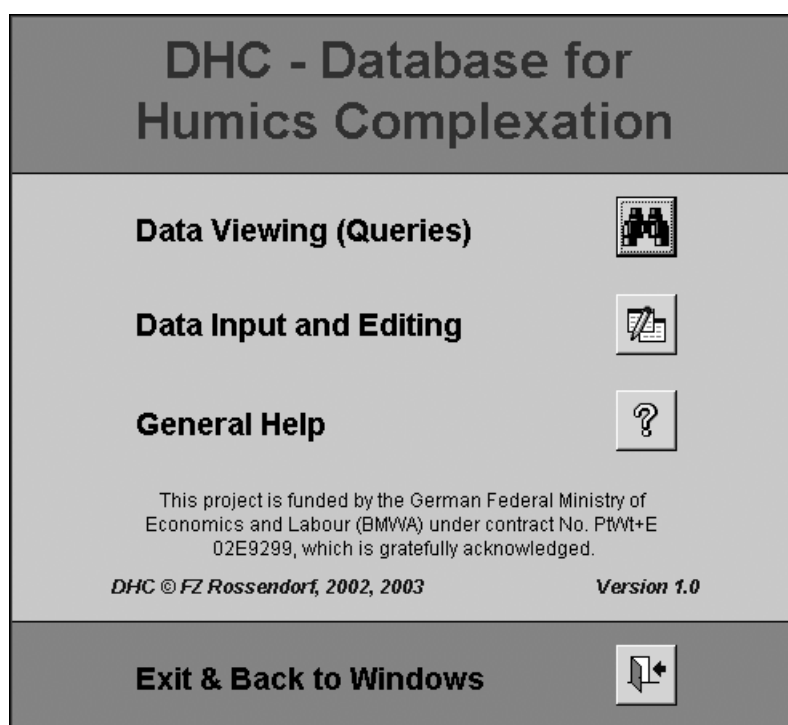 DHC - Database for
Humics Complexation
Data Viewing (Queries)
Data Input and Editing
General Help
?
This project is funded by the German Federal Ministry of
Economics and Labour (BMWA) under contract No. PtWt+E
02E9299, which is gratefully acknowledged.
DHC © FZ Rossendorf, 2002, 2003 Version 1.0
Exit & Back to Windows